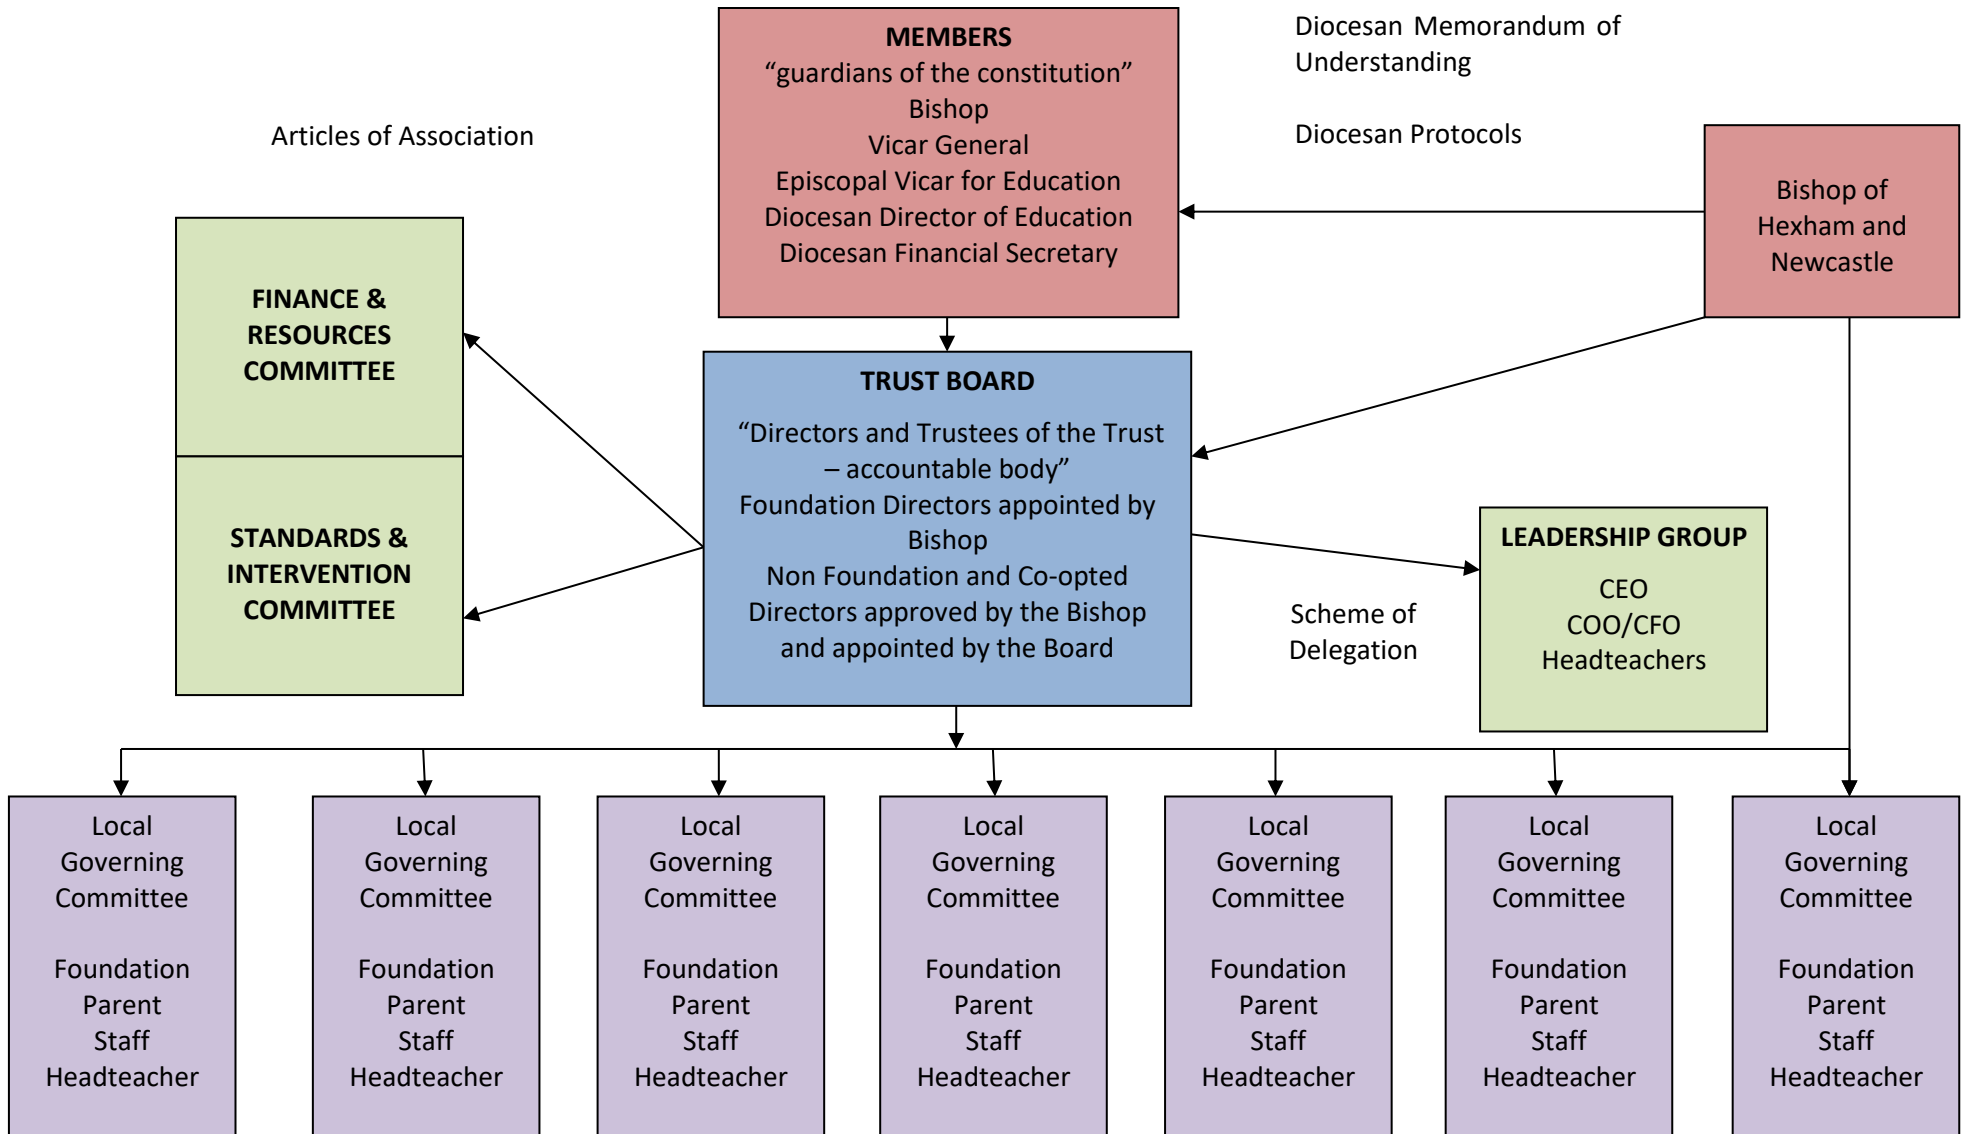 MEMBERS
“guardians of the constitution”
Bishop
Vicar General
Episcopal Vicar for Education
Diocesan Director of Education
Diocesan Financial Secretary
Diocesan Memorandum of
Understanding
Diocesan Protocols
Articles of Association
Bishop of
Hexham and
Newcastle
FINANCE &
RESOURCES
COMMITTEE
STANDARDS &
INTERVENTION
COMMITTEE
TRUST BOARD
“Directors and Trustees of the Trust
– accountable body”
Foundation Directors appointed by
Bishop
Non Foundation and Co-opted
Directors approved by the Bishop
and appointed by the Board
LEADERSHIP GROUP
CEO
COO/CFO
Headteachers
Scheme of
Delegation
Local
Governing
Committee
Foundation
Parent
Staff
Headteacher
Local
Governing
Committee
Foundation
Parent
Staff
Headteacher
Local
Governing
Committee
Foundation
Parent
Staff
Headteacher
Local
Governing
Committee
Foundation
Parent
Staff
Headteacher
Local
Governing
Committee
Foundation
Parent
Staff
Headteacher
Local
Governing
Committee
Foundation
Parent
Staff
Headteacher
Local
Governing
Committee
Foundation
Parent
Staff
Headteacher